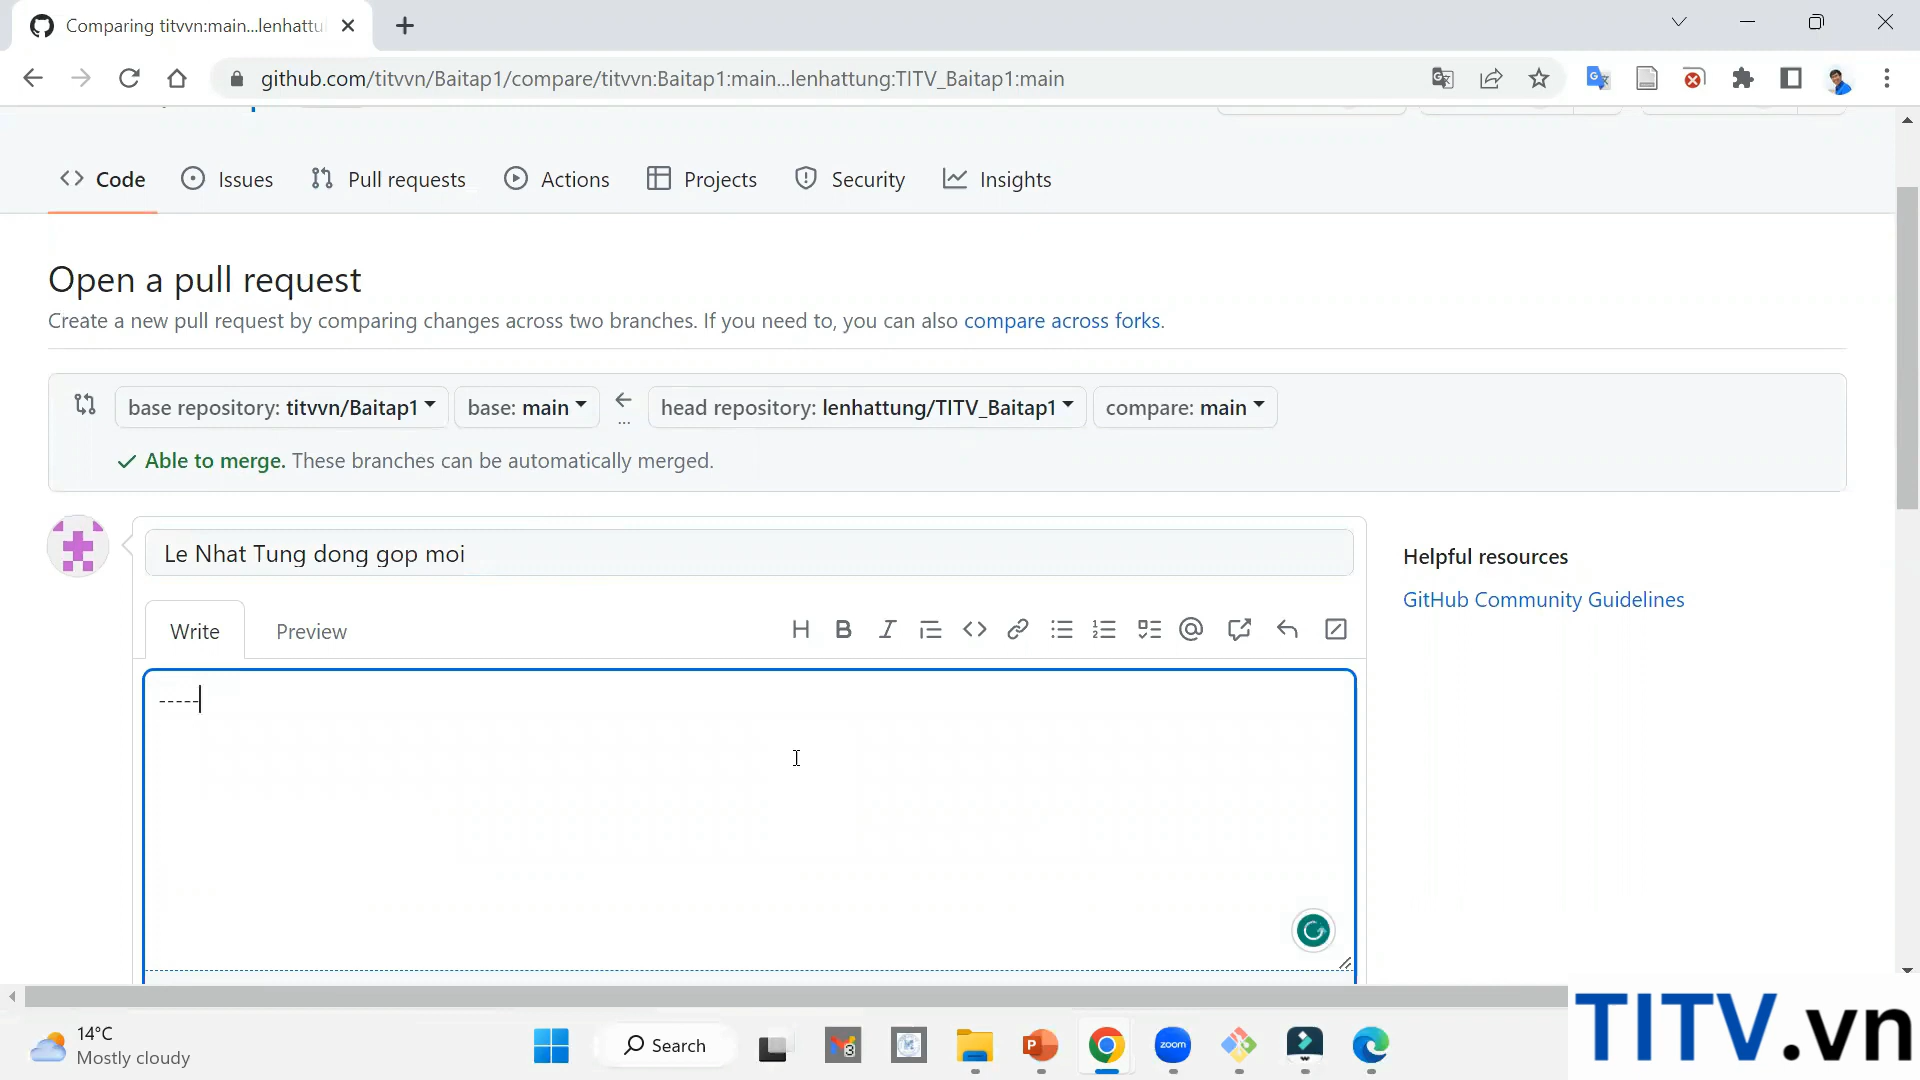 Comparing titvvn:main...lenhattu
github.com/titvvn/Baitap1/compare/titvvn:Baitap1:main...lenhattung:TITV_Baitap1:main
Code Issues Pull requests Actions Projects Security Insights
Open a pull request
Create a new pull request by comparing changes across two branches. If you need to, you can also compare across forks.
base repository: titvvn/Baitap1 base: main ... head repository: lenhattung/TITV_Baitap1 compare: main
Able to merge. These branches can be automatically merged.
Le Nhat Tung dong gop moi
Helpful resources
GitHub Community Guidelines
Write Preview
-----
14°C
Mostly cloudy
Search
3
P
zoom
TITV.vn